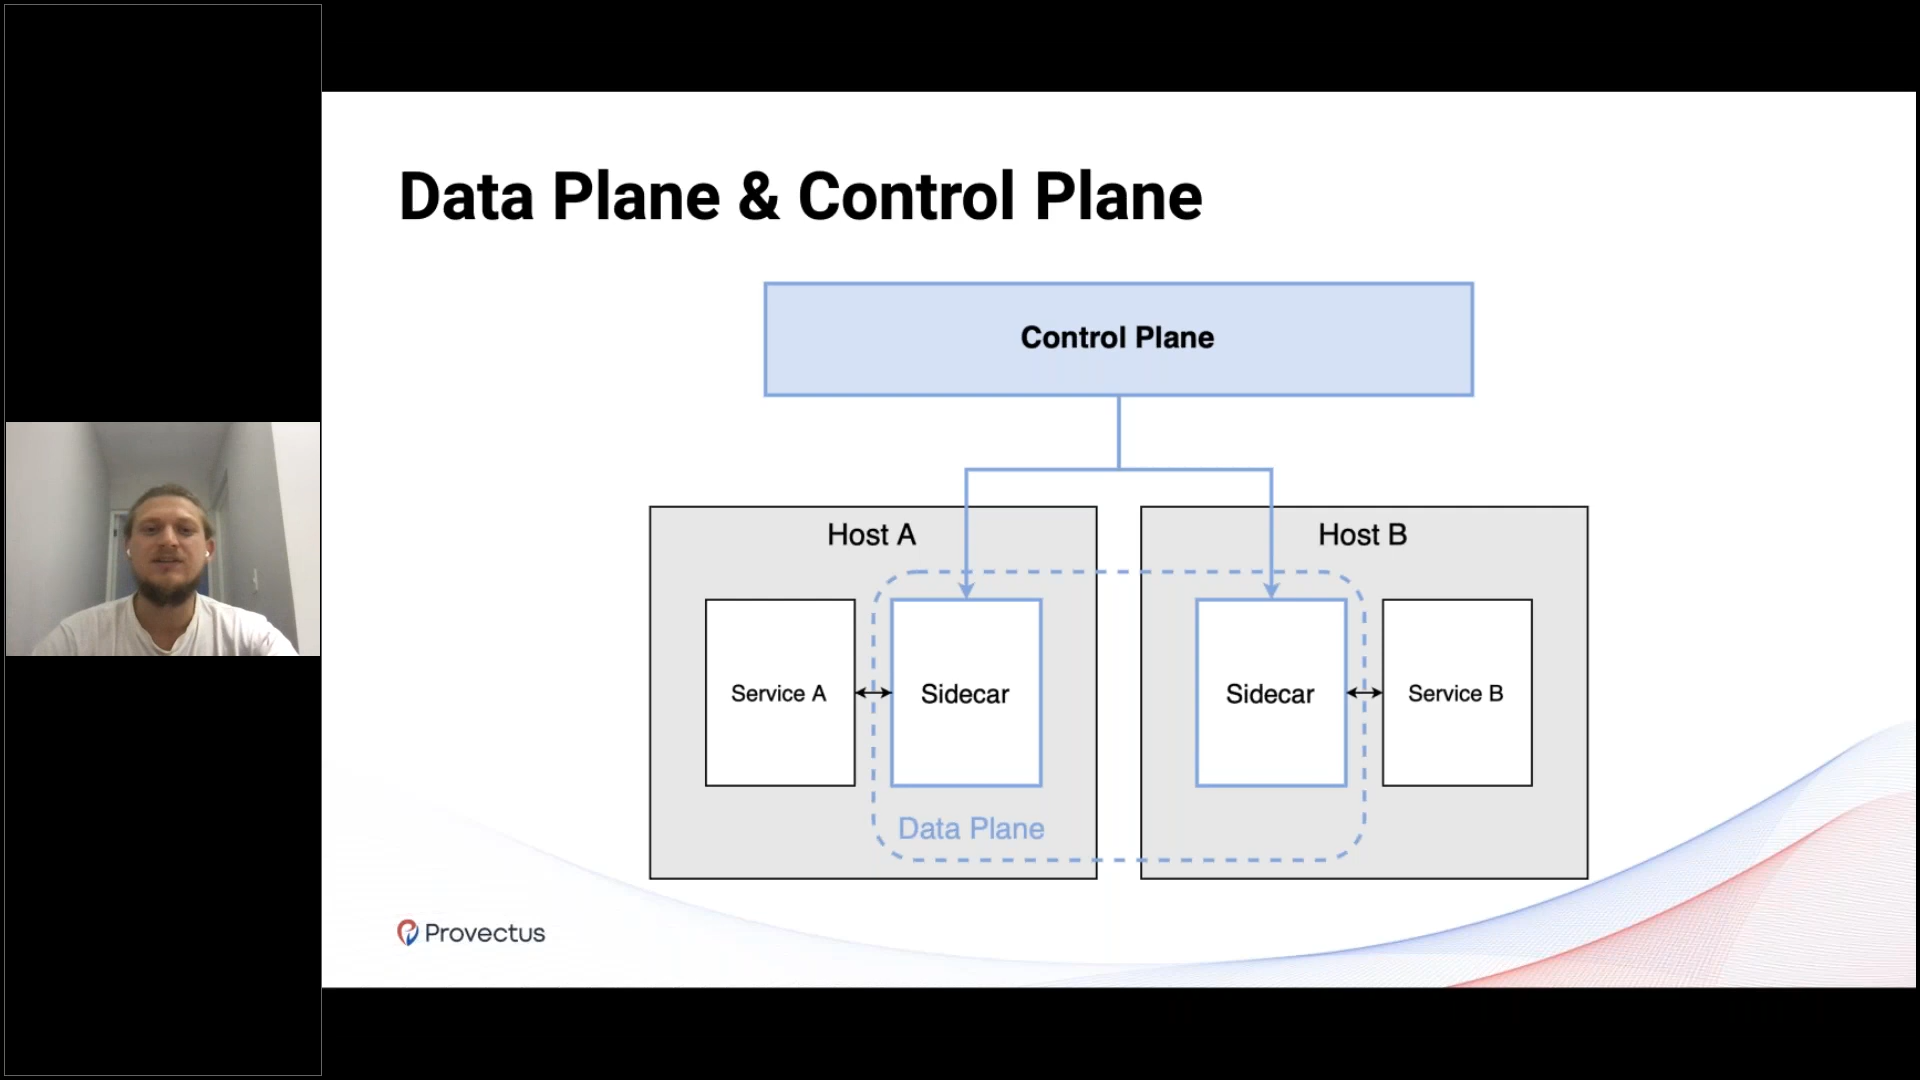 Data Plane & Control Plane
Control Plane
Host A
Host B
Service A
Sidecar
Sidecar
Service B
Data Plane
Provectus